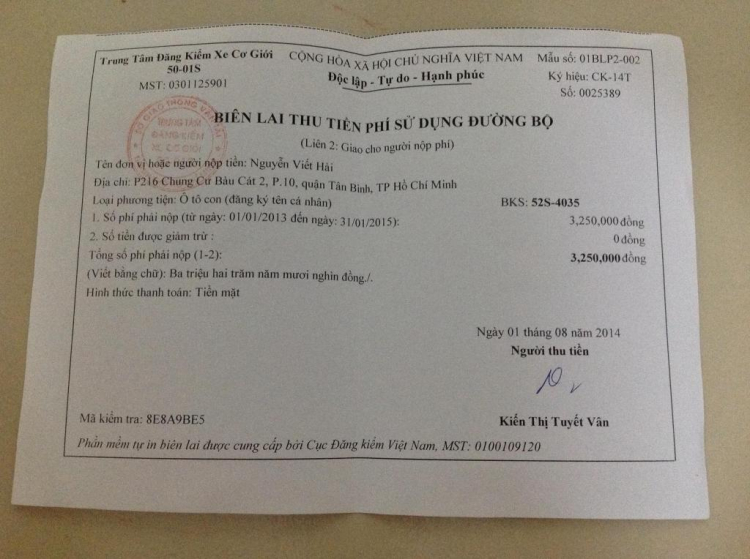 Trung Tâm Đăng Kiểm Xe Cơ Giới
50-01S
MST: 0301125901
CỘNG HÒA XÃ HỘI CHỦ NGHĨA VIỆT NAM
Độc lập - Tự do - Hạnh phúc
Mẫu số: 01BLP2-002
Ký hiệu: CK-14T
Số: 0025389
BIÊN LAI THU TIỀN PHÍ SỬ DỤNG ĐƯỜNG BỘ
(Liên 2: Giao cho người nộp phí)
Tên đơn vị hoặc người nộp tiền: Nguyễn Viết Hải
Địa chỉ: P216 Chung Cư Bàu Cát 2, P.10, quận Tân Bình, TP Hồ Chí Minh
Loại phương tiện: Ô tô con (đăng ký tên cá nhân) BKS: 52S-4035
1. Số phí phải nộp (từ ngày: 01/01/2013 đến ngày: 31/01/2015): 3,250,000 đồng
2. Số tiền được giảm trừ : 0 đồng
Tổng số phí phải nộp (1-2): 3,250,000 đồng
(Viết bằng chữ): Ba triệu hai trăm năm mươi nghìn đồng./.
Hình thức thanh toán: Tiền mặt
Ngày 01 tháng 08 năm 2014
Người thu tiền
Mã kiểm tra: 8E8A9BE5
Kiến Thị Tuyết Vân
Phần mềm tự in biên lai được cung cấp bởi Cục Đăng kiểm Việt Nam, MST: 0100109120